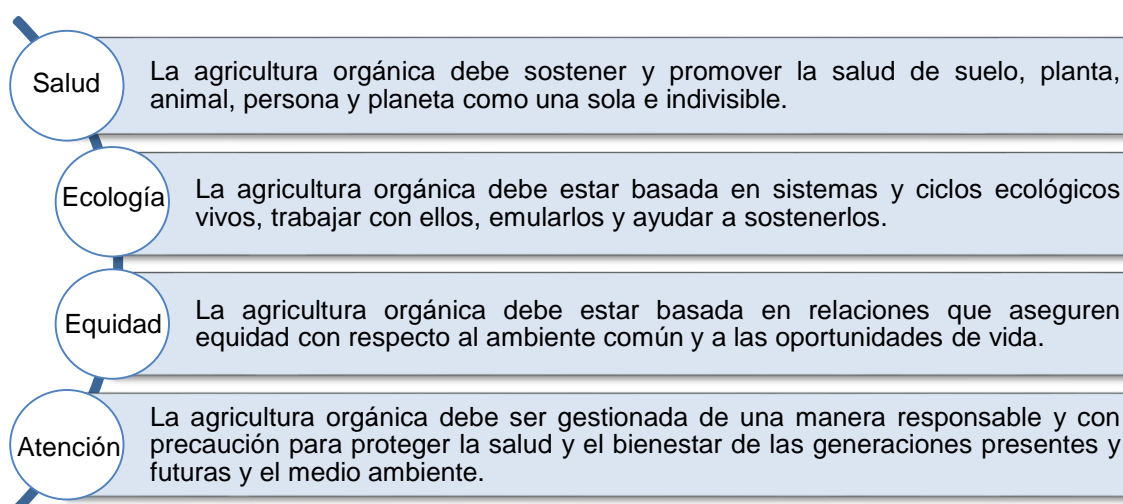 Salud
La agricultura orgánica debe sostener y promover la salud de suelo, planta,
animal, persona y planeta como una sola e indivisible.
Ecología
La agricultura orgánica debe estar basada en sistemas y ciclos ecológicos
vivos, trabajar con ellos, emularlos y ayudar a sostenerlos.
Equidad
La agricultura orgánica debe estar basada en relaciones que aseguren
equidad con respecto al ambiente común y a las oportunidades de vida.
Atención
La agricultura orgánica debe ser gestionada de una manera responsable y con
precaución para proteger la salud y el bienestar de las generaciones presentes y
futuras y el medio ambiente.